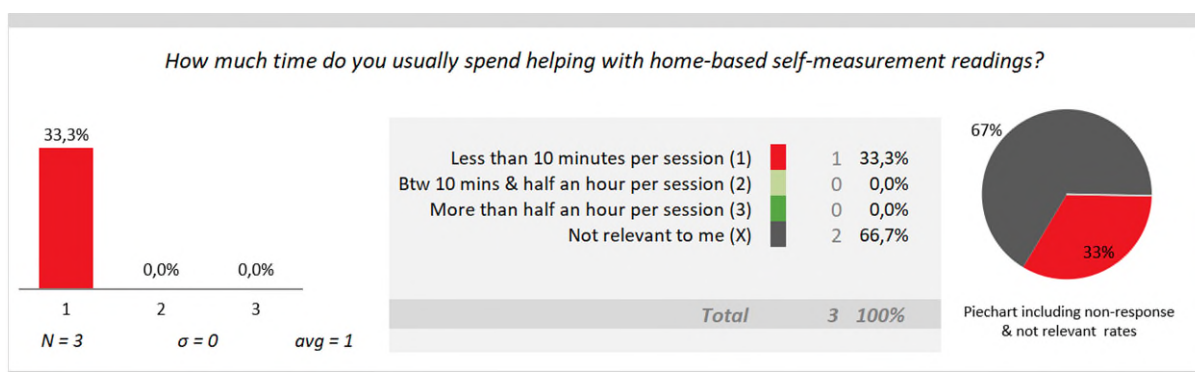 How much time do you usually spend helping with home-based self-measurement readings?
33,3%
0,0%
0,0%
1
2
3
N = 3
σ = 0
avg = 1
Less than 10 minutes per session (1) 1 33,3%
Btw 10 mins & half an hour per session (2) 0 0,0%
More than half an hour per session (3) 0 0,0%
Not relevant to me (X) 2 66,7%
Total 3 100%
67%
33%
Piechart including non-response
& not relevant rates